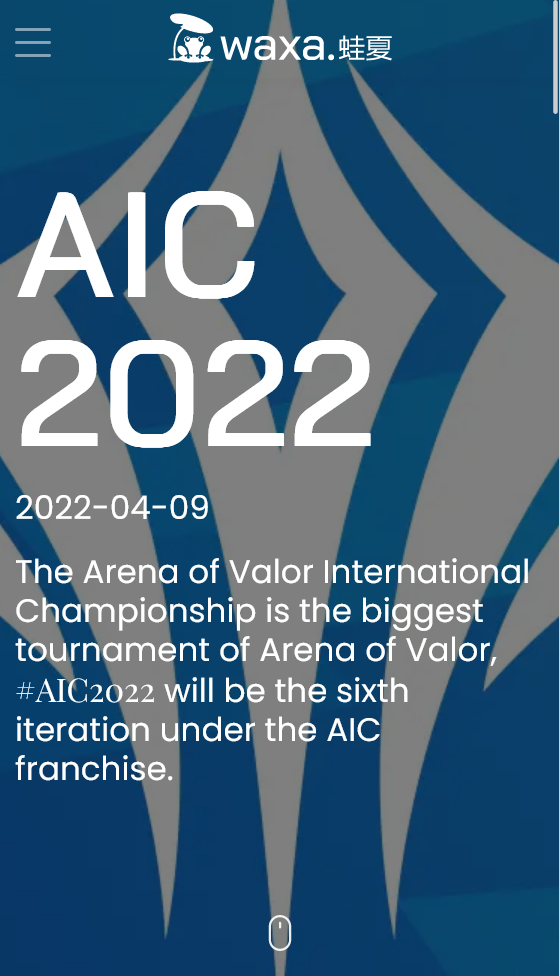 waxa.蛙夏
AIC
2022
2022-04-09
The Arena of Valor International
Championship is the biggest
tournament of Arena of Valor,
#AIC2022 will be the sixth
iteration under the AIC
franchise.